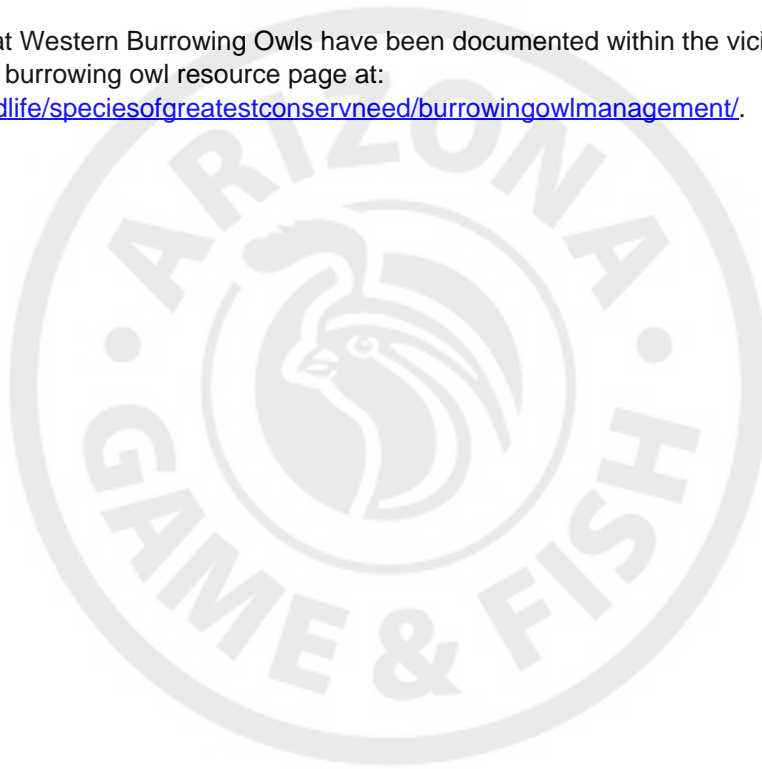 at Western Burrowing Owls have been documented within the vici
burrowing owl resource page at:
dlife/speciesofgreatestconservneed/burrowingowlmanagement/.
ARIZONA
GAME & FISH